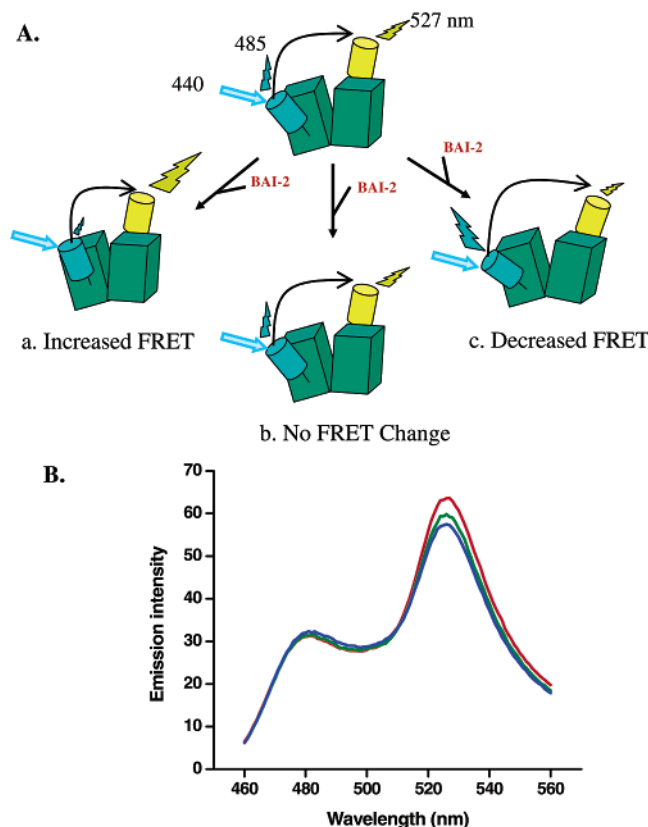 A.
527 nm
485
440
BAI-2
BAI-2
BAI-2
a. Increased FRET
c. Decreased FRET
b. No FRET Change
B.
70
60
50
40
30
20
10
0
Emission intensity
460 480 500 520 540 560
Wavelength (nm)